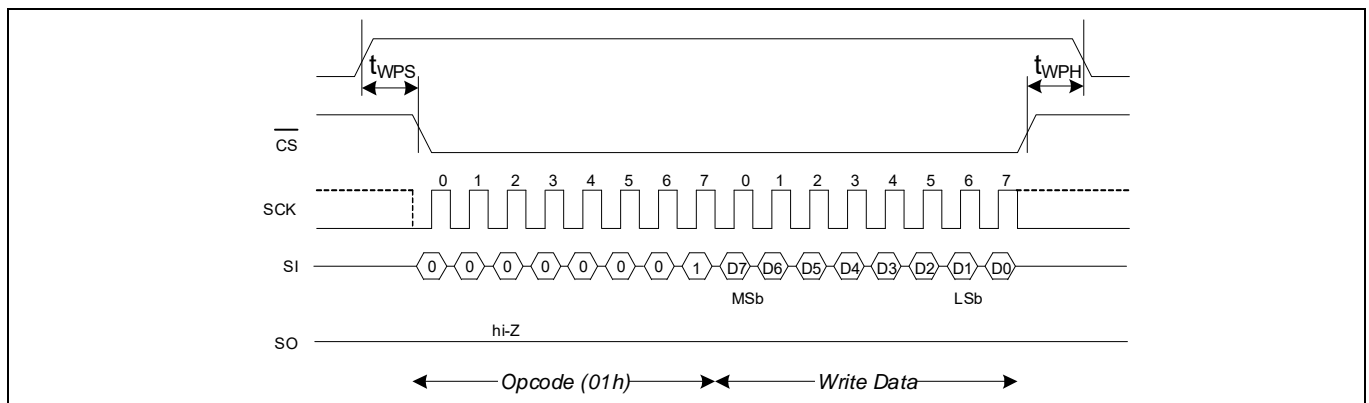 tWPS tWPH
CS
0 1 2 3 4 5 6 7 0 1 2 3 4 5 6 7
SCK
SI 0 0 0 0 0 0 0 1 D7 D6 D5 D4 D3 D2 D1 D0
MSb LSb
hi-Z
SO
Opcode (01h) Write Data